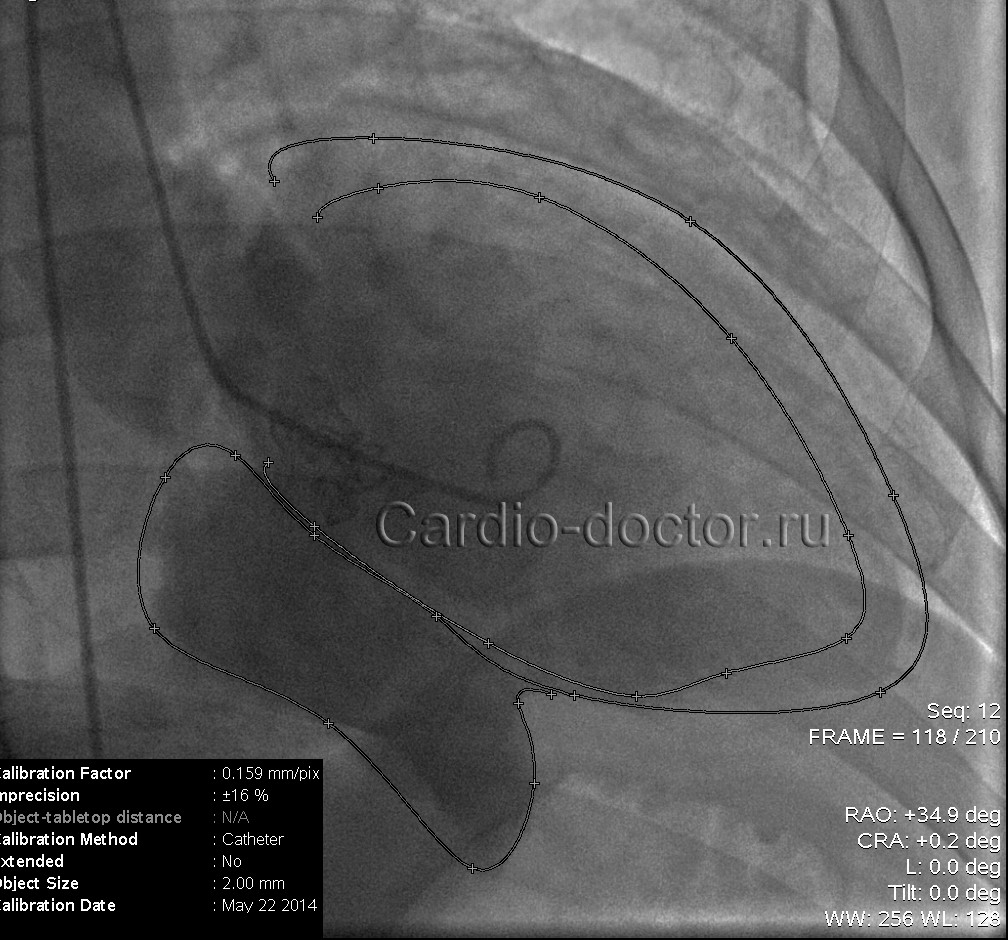 Cardio-doctor.ru
Seq: 12
FRAME = 118 / 210
alibration Factor : 0.159 mm/pix
mprecision : ±16 %
bject-tabletop distance : N/A
alibration Method : Catheter
xtended : No
bject Size : 2.00 mm
alibration Date : May 22 2014
RAO: +34.9 deg
CRA: +0.2 deg
L: 0.0 deg
Tilt: 0.0 deg
WW: 256 WL: 128